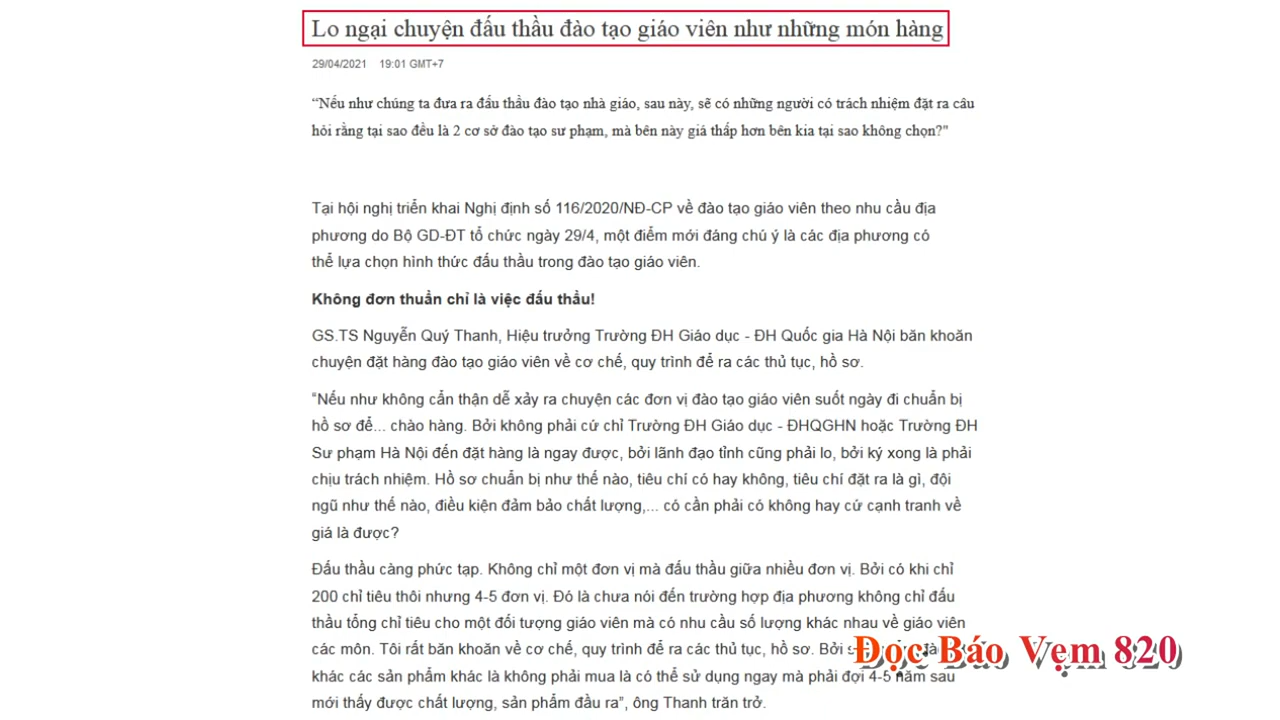 Lo ngại chuyện đấu thầu đào tạo giáo viên như những món hàng
29/04/2021 19:01 GMT+7
“Nếu như chúng ta đưa ra đấu thầu đào tạo nhà giáo, sau này, sẽ có những người có trách nhiệm đặt ra câu
hỏi rằng tại sao đều là 2 cơ sở đào tạo sư phạm, mà bên này giá thấp hơn bên kia tại sao không chọn?"
Tại hội nghị triển khai Nghị định số 116/2020/NĐ-CP về đào tạo giáo viên theo nhu cầu địa
phương do Bộ GD-ĐT tổ chức ngày 29/4, một điểm mới đáng chú ý là các địa phương có
thể lựa chọn hình thức đấu thầu trong đào tạo giáo viên.
Không đơn thuần chỉ là việc đấu thầu!
GS.TS Nguyễn Quý Thanh, Hiệu trưởng Trường ĐH Giáo dục - ĐH Quốc gia Hà Nội băn khoăn
chuyện đặt hàng đào tạo giáo viên về cơ chế, quy trình để ra các thủ tục, hồ sơ.
“Nếu như không cẩn thận dễ xảy ra chuyện các đơn vị đào tạo giáo viên suốt ngày đi chuẩn bị
hồ sơ để... chào hàng. Bởi không phải cứ chỉ Trường ĐH Giáo dục - ĐHQGHN hoặc Trường ĐH
Sư phạm Hà Nội đến đặt hàng là ngay được, bởi lãnh đạo tỉnh cũng phải lo, bởi ký xong là phải
chịu trách nhiệm. Hồ sơ chuẩn bị như thế nào, tiêu chí có hay không, tiêu chí đặt ra là gì, đội
ngũ như thế nào, điều kiện đảm bảo chất lượng,... có cần phải có không hay cứ cạnh tranh về
giá là được?
Đấu thầu càng phức tạp. Không chỉ một đơn vị mà đấu thầu giữa nhiều đơn vị. Bởi có khi chỉ
200 chỉ tiêu thôi nhưng 4-5 đơn vị. Đó là chưa nói đến trường hợp địa phương không chỉ đấu
thầu tổng chỉ tiêu cho một đối tượng giáo viên mà có nhu cầu số lượng khác nhau về giáo viên
các môn. Tôi rất băn khoăn về cơ chế, quy trình để ra các thủ tục, hồ sơ. Bởi
khác các sản phẩm khác là không phải mua là có thể sử dụng ngay mà phải đợi 4-5 năm sau
mới thấy được chất lượng, sản phẩm đầu ra”, ông Thanh trăn trở.
Đọc Báo Vẹm 820